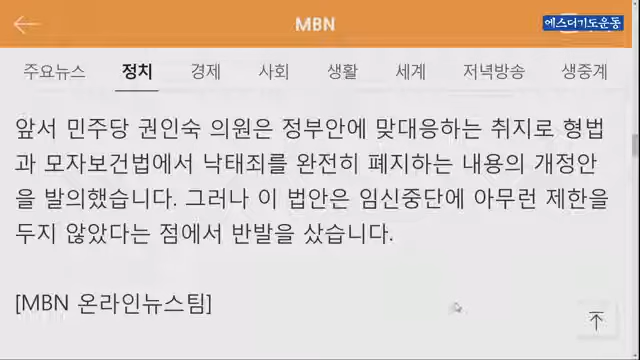 MBN
에스더기도운동
주요뉴스 정치 경제 사회 생활 세계 저녁방송 생중계
앞서 민주당 권인숙 의원은 정부안에 맞대응하는 취지로 형법
과 모자보건법에서 낙태죄를 완전히 폐지하는 내용의 개정안
을 발의했습니다. 그러나 이 법안은 임신중단에 아무런 제한을
두지 않았다는 점에서 반발을 샀습니다.
[MBN 온라인뉴스팀]